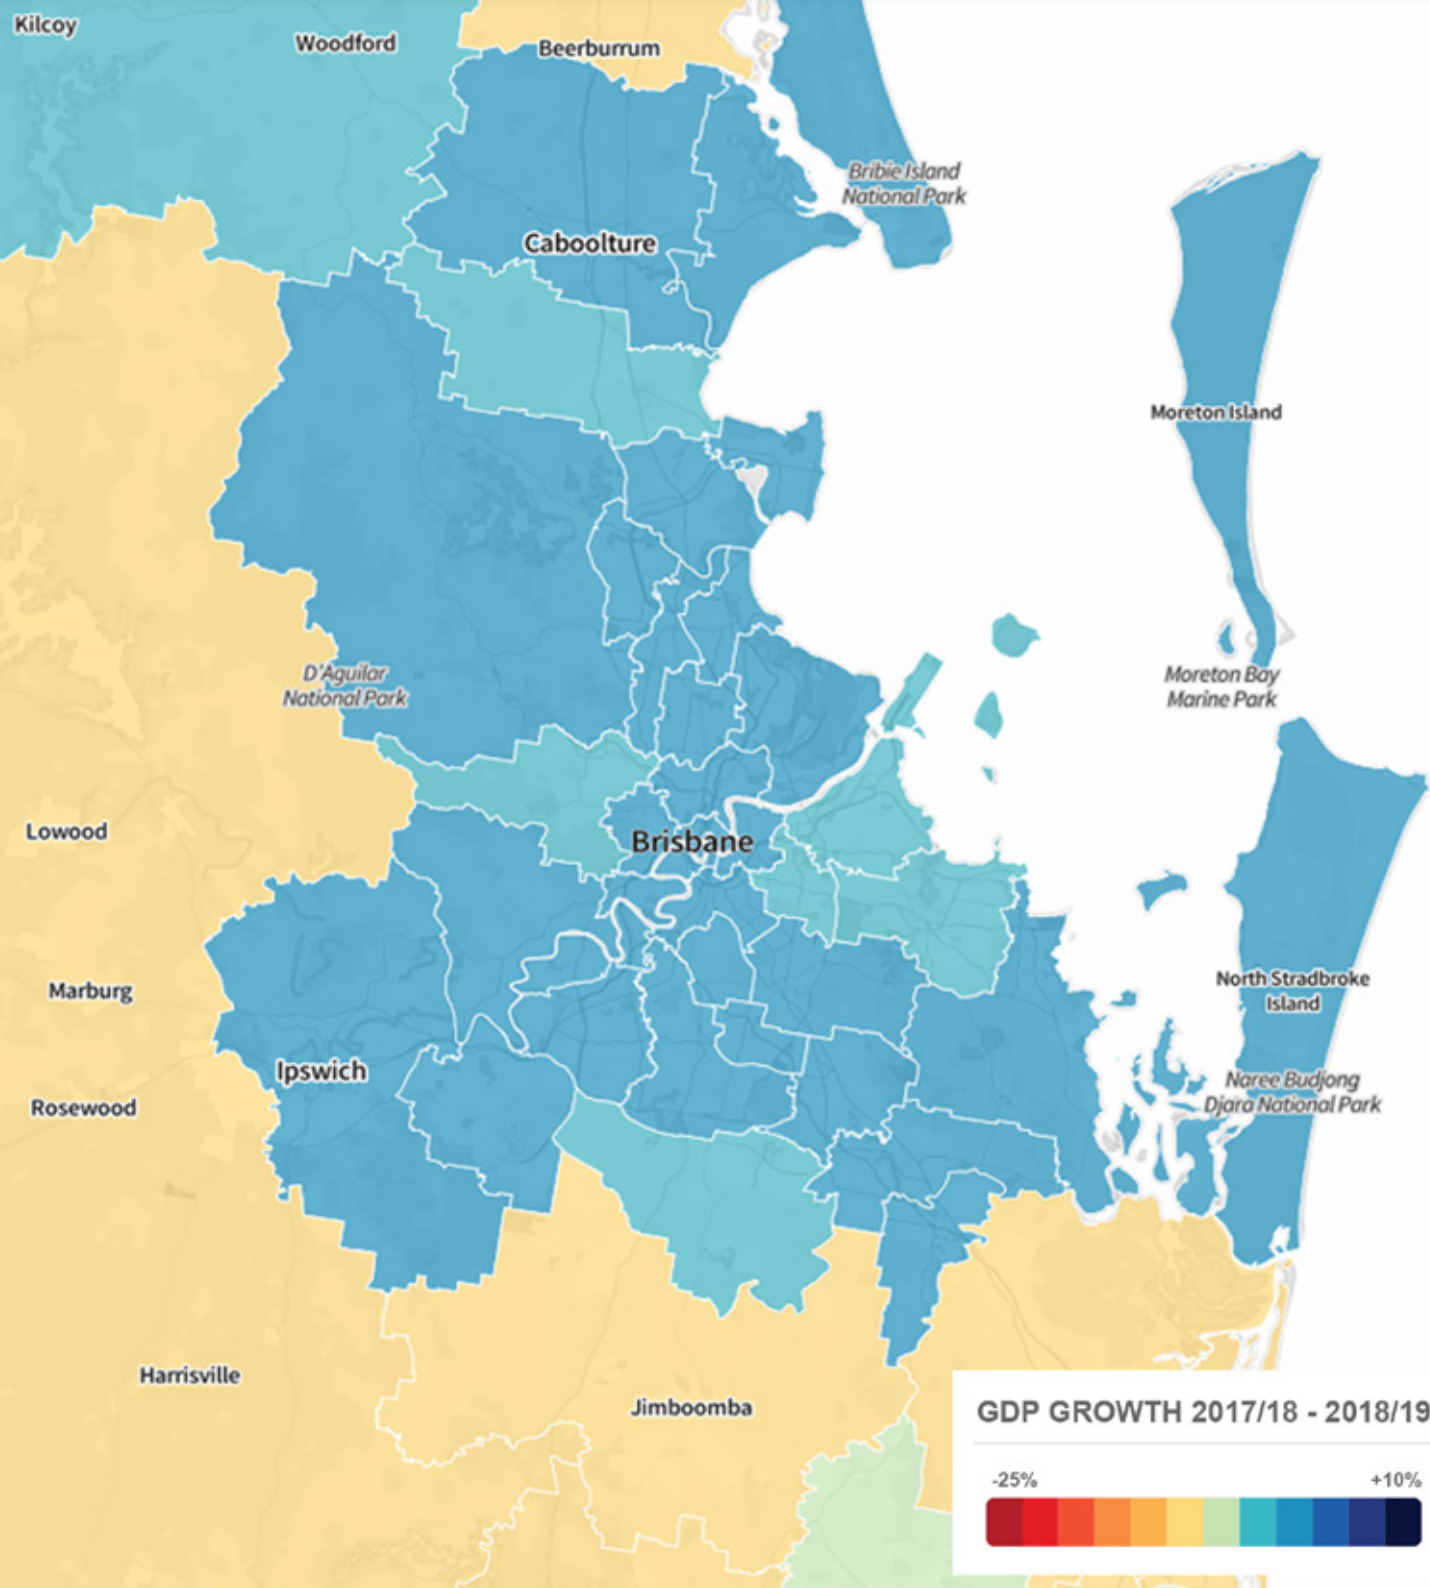 Kilcoy
Woodford
Beerburrum
Bribie Island
National Park
Caboolture
Moreton Island
D'Aguilar
National Park
Moreton Bay
Marine Park
Lowood
Brisbane
Marburg
North Stradbroke
Island
Ipswich
Naree Budjong
Djara National Park
Rosewood
Harrisville
Jimboomba
GDP GROWTH 2017/18 - 2018/19
-25% +10%